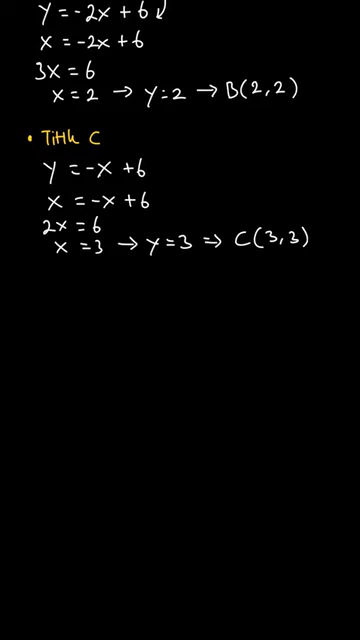 y = -2x + 6
x = -2x + 6
3x = 6
x = 2 → y = 2 → B(2, 2)
• Titik C
y = -x + 6
x = -x + 6
2x = 6
x = 3 → y = 3 ⇒ C(3, 3)